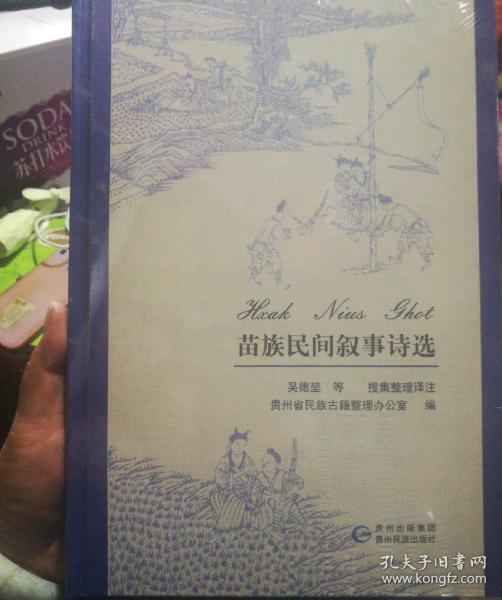 SODA
DRINK
苏打水饮
Hxak Nius Ghot
苗族民间叙事诗选
吴德堃 等 搜集整理译注
贵州省民族古籍整理办公室 编
贵州出版集团
贵州民族出版社
孔夫子旧书网
www.kongfz.com